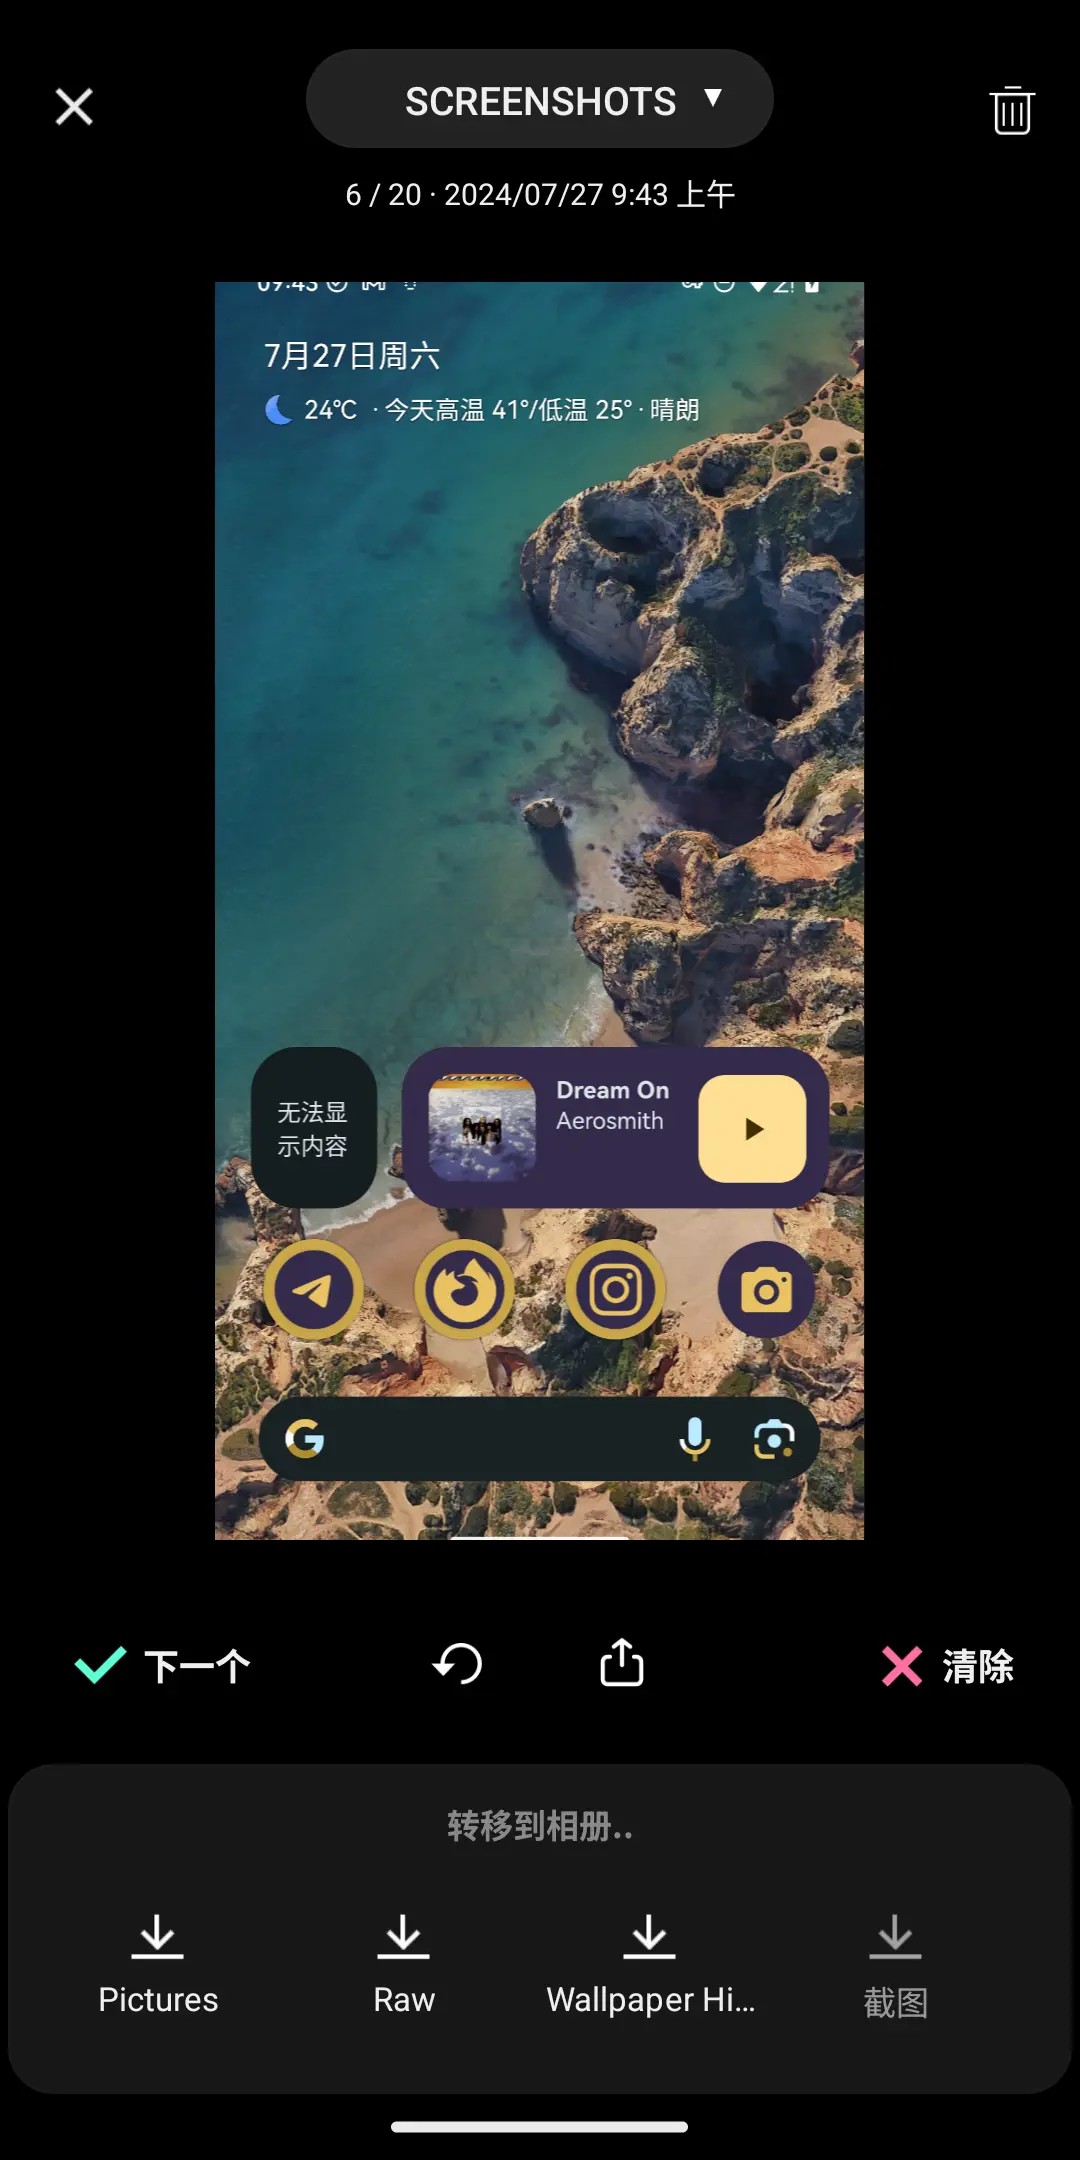 SCREENSHOTS ▼
6 / 20 · 2024/07/27 9:43 上午
09:43
7月27日周六
24°C · 今天高温 41°/低温 25° · 晴朗
无法显
示内容
Dream On
Aerosmith
下一个
清除
转移到相册..
Pictures
Raw
Wallpaper Hi...
截图